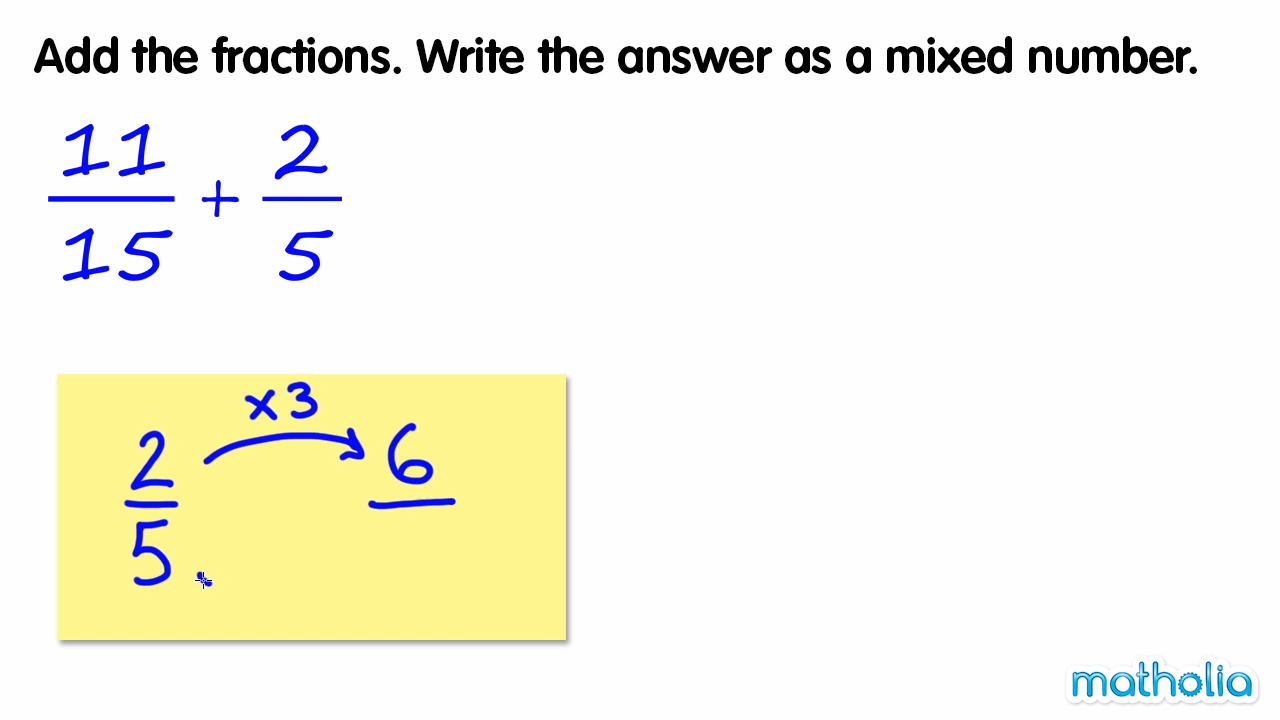 Add the fractions. Write the answer as a mixed number.
11/15 + 2/5
×3
2/5 6
matholia